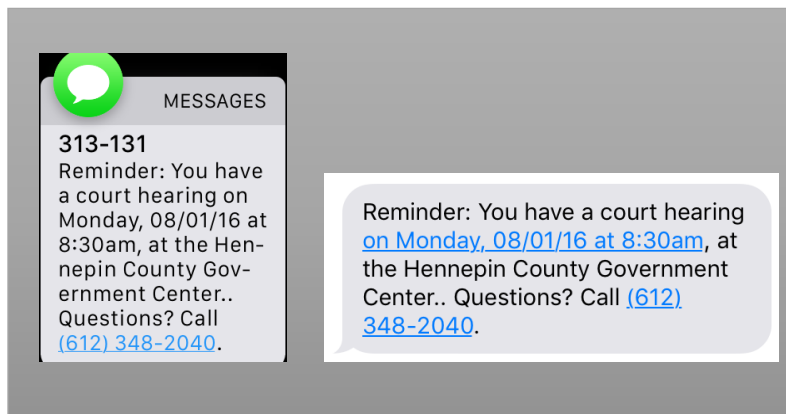 MESSAGES
313-131
Reminder: You have
a court hearing on
Monday, 08/01/16 at
8:30am, at the Hen-
nepin County Gov-
ernment Center..
Questions? Call
(612) 348-2040.
Reminder: You have a court hearing
on Monday, 08/01/16 at 8:30am, at
the Hennepin County Government
Center.. Questions? Call (612)
348-2040.